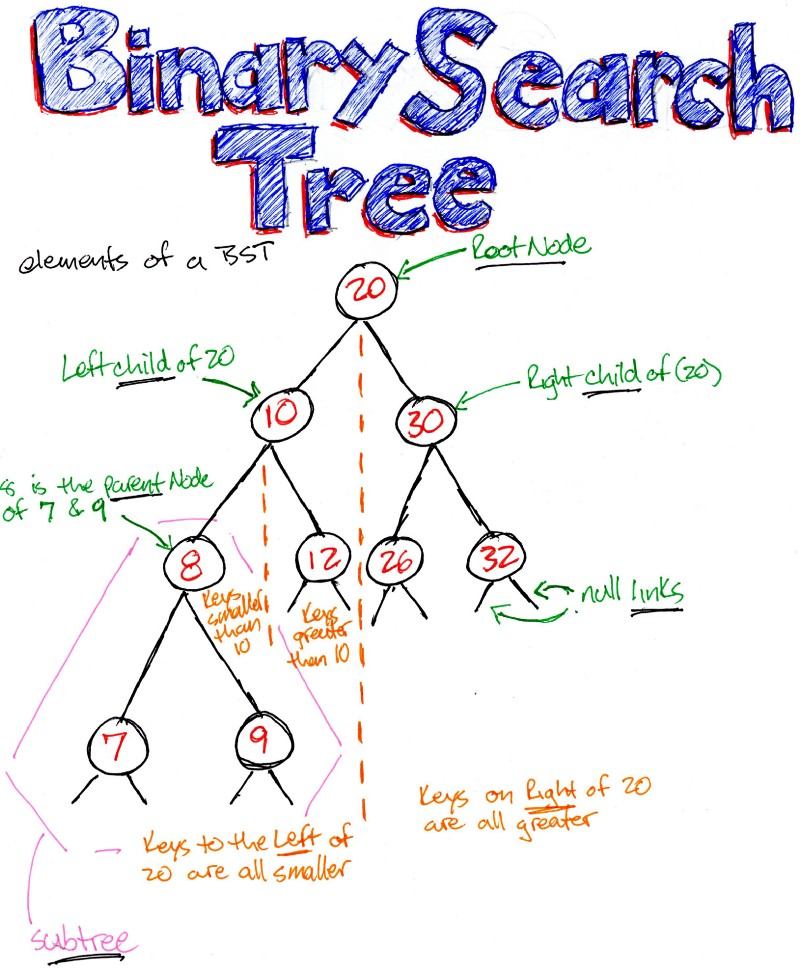 Binary Search
Tree
elements of a BST
Root Node
20
Left child of 20
Right child of (20)
10
30
8 is the parent Node
of 7 & 9
8
12
26
32
null links
Keys
smaller
than
10
Keys
greater
than 10
7
9
Keys on Right of 20
are all greater
Keys to the Left of
20 are all smaller
subtree